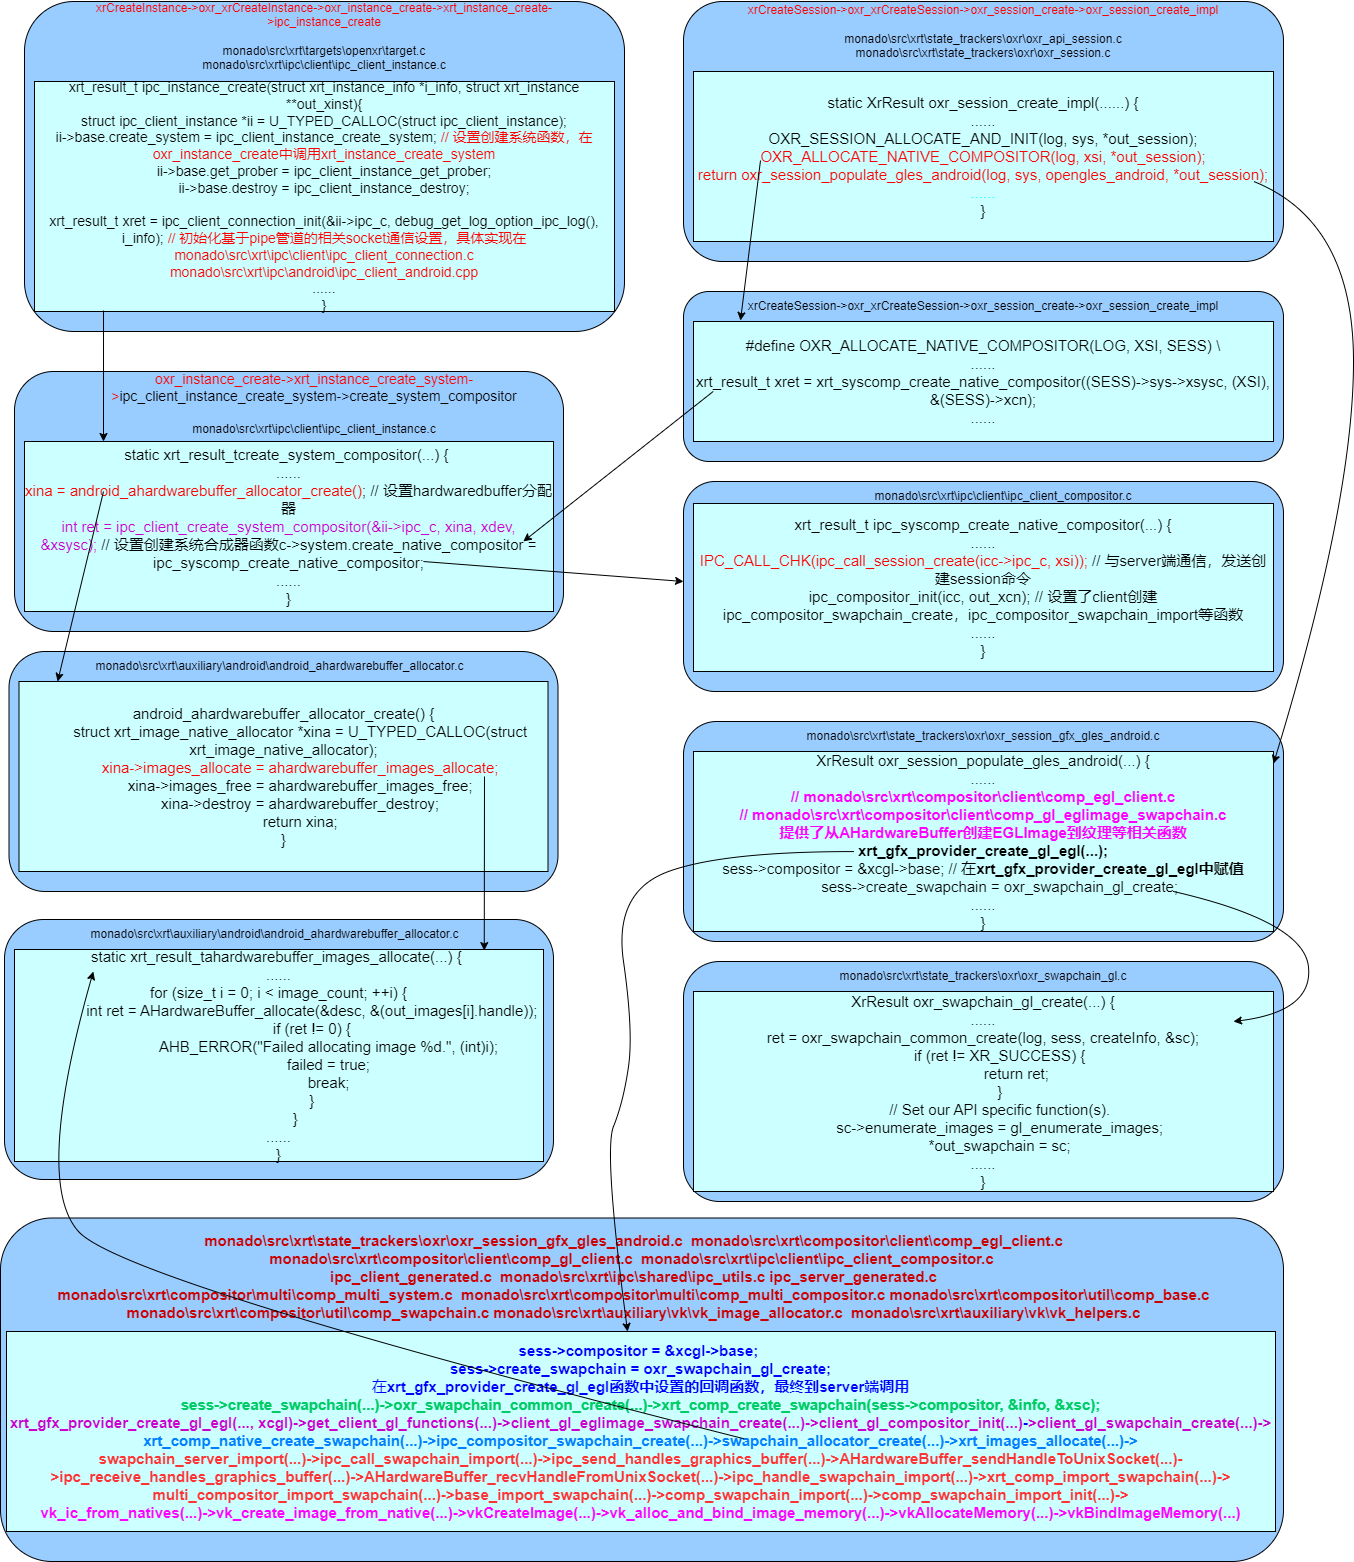 xrCreateInstance->oxr_xrCreateInstance->oxr_instance_create->xrt_instance_create-
>ipc_instance_create
monado\src\xrt\targets\openxr\target.c
monado\src\xrt\ipc\client\ipc_client_instance.c
xrt_result_t ipc_instance_create(struct xrt_instance_info *i_info, struct xrt_instance
**out_xinst){
struct ipc_client_instance *ii = U_TYPED_CALLOC(struct ipc_client_instance);
ii->base.create_system = ipc_client_instance_create_system; // 设置创建系统函数，在
oxr_instance_create中调用xrt_instance_create_system
ii->base.get_prober = ipc_client_instance_get_prober;
ii->base.destroy = ipc_client_instance_destroy;
xrt_result_t xret = ipc_client_connection_init(&ii->ipc_c, debug_get_log_option_ipc_log(),
i_info); // 初始化基于pipe管道的相关socket通信设置，具体实现在
monado\src\xrt\ipc\client\ipc_client_connection.c
monado\src\xrt\ipc\android\ipc_client_android.cpp
......
}
oxr_instance_create->xrt_instance_create_system-
>ipc_client_instance_create_system->create_system_compositor
monado\src\xrt\ipc\client\ipc_client_instance.c
static xrt_result_tcreate_system_compositor(...) {
......
xina = android_ahardwarebuffer_allocator_create(); // 设置hardwaredbuffer分配
器
int ret = ipc_client_create_system_compositor(&ii->ipc_c, xina, xdev,
&xsysc); // 设置创建系统合成器函数c->system.create_native_compositor =
ipc_syscomp_create_native_compositor;
......
}
monado\src\xrt\auxiliary\android\android_ahardwarebuffer_allocator.c
android_ahardwarebuffer_allocator_create() {
struct xrt_image_native_allocator *xina = U_TYPED_CALLOC(struct
xrt_image_native_allocator);
xina->images_allocate = ahardwarebuffer_images_allocate;
xina->images_free = ahardwarebuffer_images_free;
xina->destroy = ahardwarebuffer_destroy;
return xina;
}
monado\src\xrt\auxiliary\android\android_ahardwarebuffer_allocator.c
static xrt_result_tahardwarebuffer_images_allocate(...) {
......
for (size_t i = 0; i < image_count; ++i) {
int ret = AHardwareBuffer_allocate(&desc, &(out_images[i].handle));
if (ret != 0) {
AHB_ERROR("Failed allocating image %d.", (int)i);
failed = true;
break;
}
}
......
}
xrCreateSession->oxr_xrCreateSession->oxr_session_create->oxr_session_create_impl
monado\src\xrt\state_trackers\oxr\oxr_api_session.c
monado\src\xrt\state_trackers\oxr\oxr_session.c
static XrResult oxr_session_create_impl(......) {
......
OXR_SESSION_ALLOCATE_AND_INIT(log, sys, *out_session);
OXR_ALLOCATE_NATIVE_COMPOSITOR(log, xsi, *out_session);
return oxr_session_populate_gles_android(log, sys, opengles_android, *out_session);
......
}
xrCreateSession->oxr_xrCreateSession->oxr_session_create->oxr_session_create_impl
#define OXR_ALLOCATE_NATIVE_COMPOSITOR(LOG, XSI, SESS) \
......
xrt_result_t xret = xrt_syscomp_create_native_compositor((SESS)->sys->xsysc, (XSI),
&(SESS)->xcn);
......
monado\src\xrt\ipc\client\ipc_client_compositor.c
xrt_result_t ipc_syscomp_create_native_compositor(...) {
......
IPC_CALL_CHK(ipc_call_session_create(icc->ipc_c, xsi)); // 与server端通信，发送创
建session命令
ipc_compositor_init(icc, out_xcn); // 设置了client创建
ipc_compositor_swapchain_create，ipc_compositor_swapchain_import等函数
......
}
monado\src\xrt\state_trackers\oxr\oxr_session_gfx_gles_android.c
XrResult oxr_session_populate_gles_android(...) {
......
// monado\src\xrt\compositor\client\comp_egl_client.c
// monado\src\xrt\compositor\client\comp_gl_eglimage_swapchain.c
提供了从AHardwareBuffer创建EGLImage到纹理等相关函数
xrt_gfx_provider_create_gl_egl(...);
sess->compositor = &xcgl->base; // 在xrt_gfx_provider_create_gl_egl中赋值
sess->create_swapchain = oxr_swapchain_gl_create;
......
}
monado\src\xrt\state_trackers\oxr\oxr_swapchain_gl.c
XrResult oxr_swapchain_gl_create(...) {
......
ret = oxr_swapchain_common_create(log, sess, createInfo, &sc);
if (ret != XR_SUCCESS) {
return ret;
}
// Set our API specific function(s).
sc->enumerate_images = gl_enumerate_images;
*out_swapchain = sc;
......
}
monado\src\xrt\state_trackers\oxr\oxr_session_gfx_gles_android.c monado\src\xrt\compositor\client\comp_egl_client.c
monado\src\xrt\compositor\client\comp_gl_client.c monado\src\xrt\ipc\client\ipc_client_compositor.c
ipc_client_generated.c monado\src\xrt\ipc\shared\ipc_utils.c ipc_server_generated.c
monado\src\xrt\compositor\multi\comp_multi_system.c monado\src\xrt\compositor\multi\comp_multi_compositor.c monado\src\xrt\compositor\util\comp_base.c
monado\src\xrt\compositor\util\comp_swapchain.c monado\src\xrt\auxiliary\vk\vk_image_allocator.c monado\src\xrt\auxiliary\vk\vk_helpers.c
sess->compositor = &xcgl->base;
sess->create_swapchain = oxr_swapchain_gl_create;
在xrt_gfx_provider_create_gl_egl函数中设置的回调函数，最终到server端调用
sess->create_swapchain(...)->oxr_swapchain_common_create(...)->xrt_comp_create_swapchain(sess->compositor, &info, &xsc);
xrt_gfx_provider_create_gl_egl(..., xcgl)->get_client_gl_functions(...)->client_gl_eglimage_swapchain_create(...)->client_gl_compositor_init(...)->client_gl_swapchain_create(...)->
xrt_comp_native_create_swapchain(...)->ipc_compositor_swapchain_create(...)->swapchain_allocator_create(...)->xrt_images_allocate(...)->
swapchain_server_import(...)->ipc_call_swapchain_import(...)->ipc_send_handles_graphics_buffer(...)->AHardwareBuffer_sendHandleToUnixSocket(...)-
>ipc_receive_handles_graphics_buffer(...)->AHardwareBuffer_recvHandleFromUnixSocket(...)->ipc_handle_swapchain_import(...)->xrt_comp_import_swapchain(...)->
multi_compositor_import_swapchain(...)->base_import_swapchain(...)->comp_swapchain_import(...)->comp_swapchain_import_init(...)->
vk_ic_from_natives(...)->vk_create_image_from_native(...)->vkCreateImage(...)->vk_alloc_and_bind_image_memory(...)->vkAllocateMemory(...)->vkBindImageMemory(...)